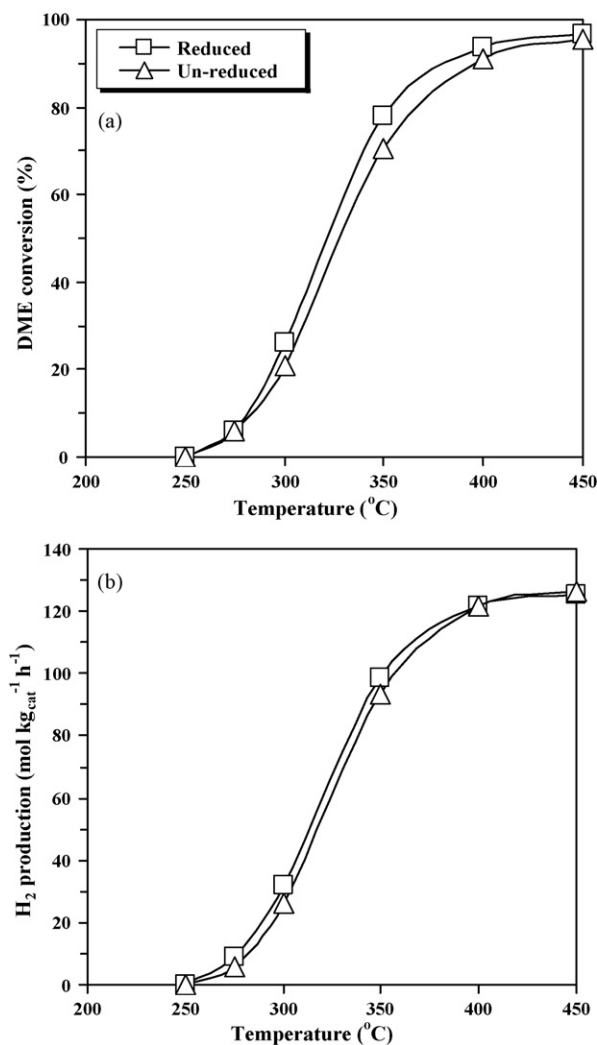 100
80
60
40
20
0
DME conversion (%)
Reduced
Un-reduced
(a)
200 250 300 350 400 450
Temperature (°C)
140
120
100
80
60
40
20
0
H₂ production (mol kg_cat⁻¹ h⁻¹)
(b)
200 250 300 350 400 450
Temperature (°C)